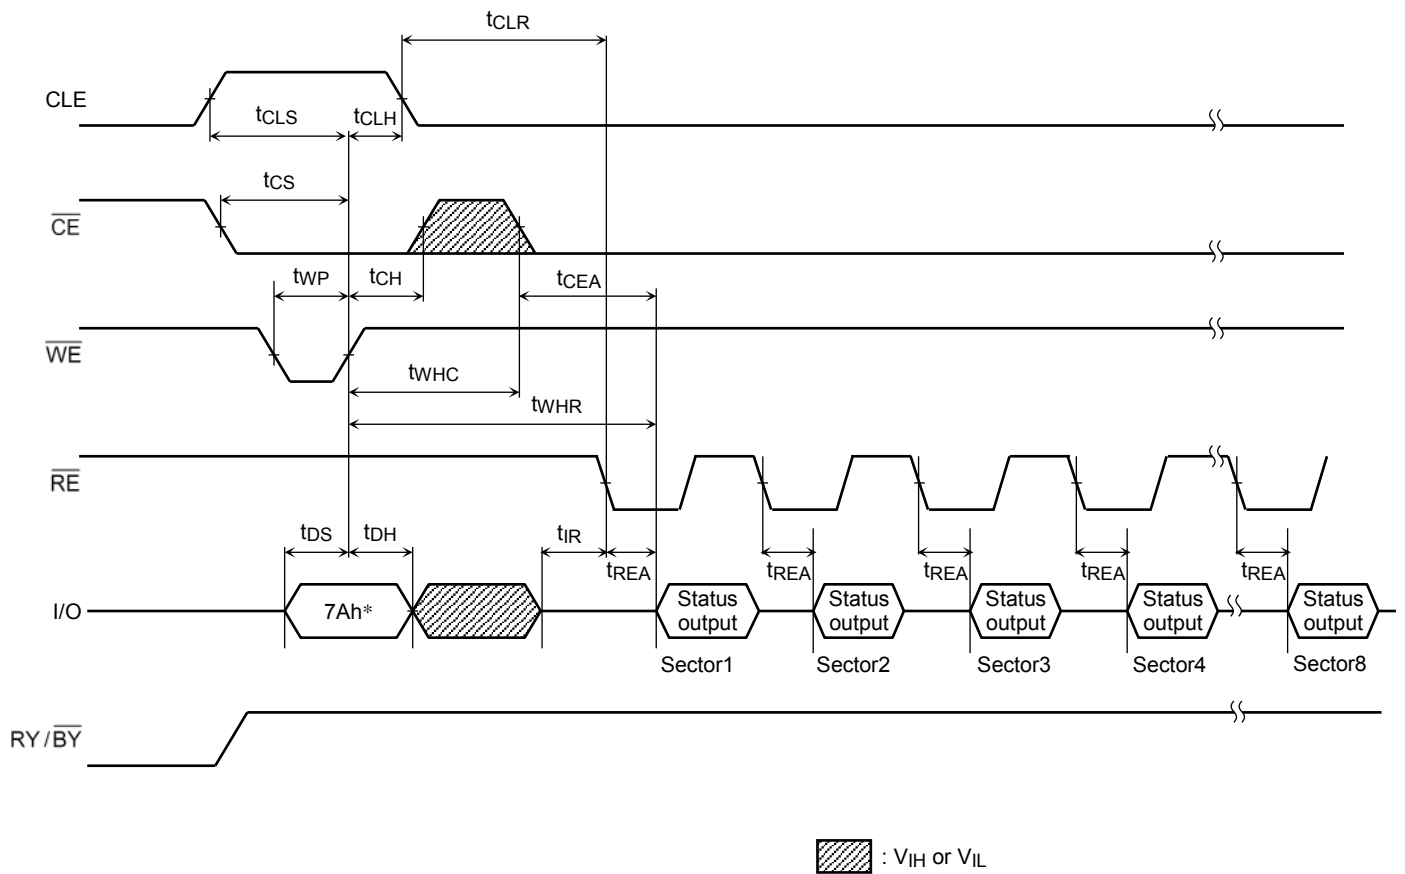 tCLR
CLE
tCLS
tCLH
tCS
CE
tWP
tCH
tCEA
WE
tWHC
tWHR
RE
tDS
tDH
tIR
tREA
tREA
tREA
tREA
tREA
I/O
7Ah*
Status output
Status output
Status output
Status output
Status output
Sector1
Sector2
Sector3
Sector4
Sector8
RY/BY
: VIH or VIL